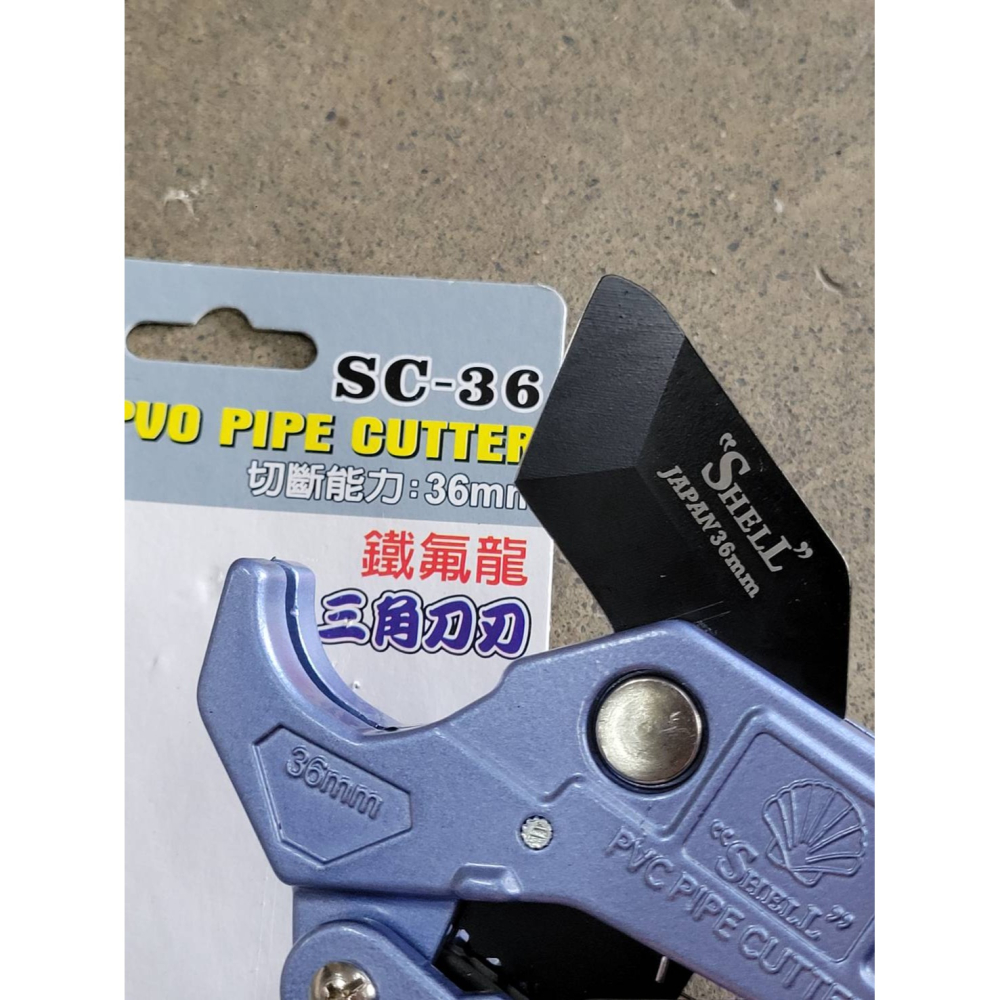 SC-36
PVO PIPE CUTTER
切斷能力:36mm
鐵氟龍
三角刀刃
"SHELL"
JAPAN 36mm
36mm
"SHELL"
PVC PIPE CUTTE